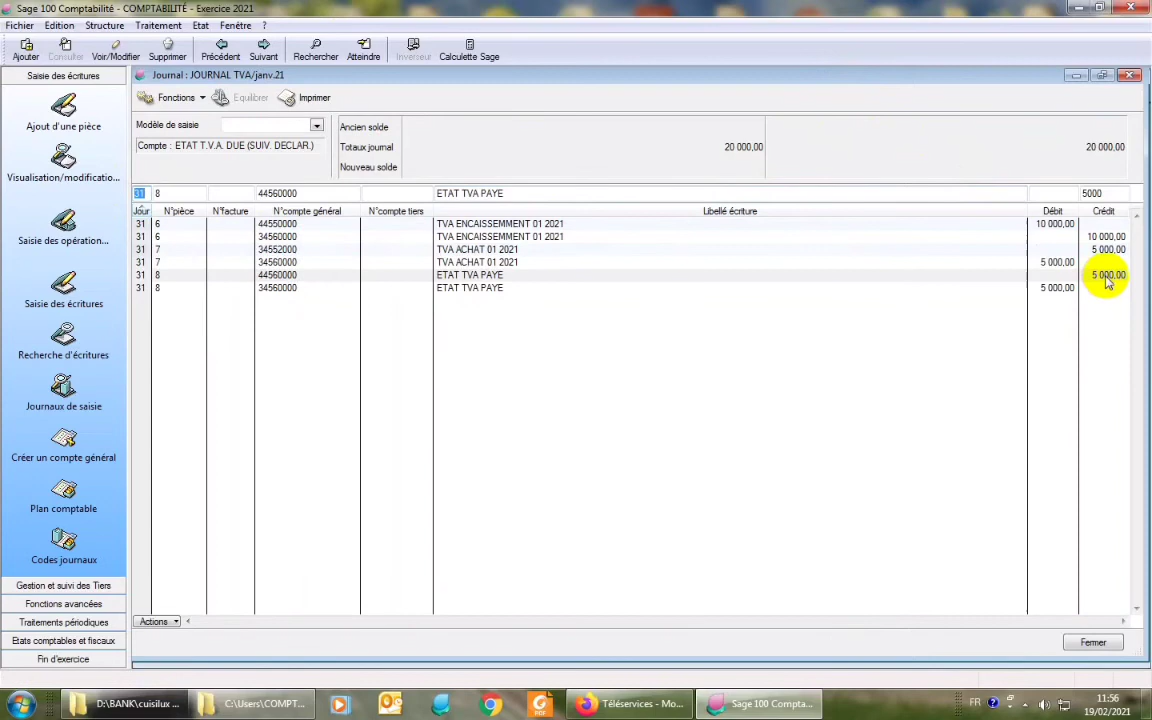 Sage 100 Comptabilité - COMPTABILITÉ - Exercice 2021
Fichier Edition Structure Traitement Etat Fenêtre ?
Ajouter Consulter Voir/Modifier Supprimer Précédent Suivant Rechercher Atteindre Inverseur Calculette Sage
Saisie des écritures
Journal : JOURNAL TVA/janv.21
Fonctions Equilibrer Imprimer
Modèle de saisie
Compte : ETAT T.V.A. DUE (SUIV. DECLAR.)
Ancien solde
Totaux journal 20 000,00 20 000,00
Nouveau solde
31 8 44560000 ETAT TVA PAYE 5000
Jour N°pièce N°facture N°compte général N°compte tiers Libellé écriture Débit Crédit
31 6 44550000 TVA ENCAISSEMMENT 01 2021 10 000,00
31 6 34560000 TVA ENCAISSEMMENT 01 2021 10 000,00
31 7 34552000 TVA ACHAT 01 2021 5 000,00
31 7 34560000 TVA ACHAT 01 2021 5 000,00
31 8 44560000 ETAT TVA PAYE 5 000,00
31 8 34560000 ETAT TVA PAYE 5 000,00
Ajout d'une pièce
Visualisation/modificatio...
Saisie des opération...
Saisie des écritures
Recherche d'écritures
Journaux de saisie
Créer un compte général
Plan comptable
Codes journaux
Gestion et suivi des Tiers
Fonctions avancées
Traitements périodiques
Etats comptables et fiscaux
Fin d'exercice
Actions
Fermer
D:\BANK\cuisilux ... C:\Users\COMPT... Téléservices - Mo... Sage 100 Compta...
FR
11:56
19/02/2021